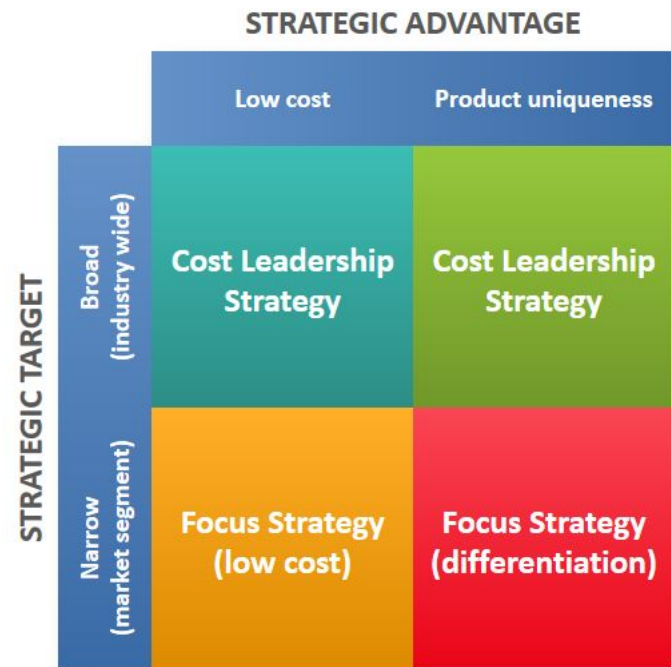 STRATEGIC ADVANTAGE
Low cost
Product uniqueness
STRATEGIC TARGET
Broad
(industry wide)
Cost Leadership
Strategy
Cost Leadership
Strategy
Narrow
(market segment)
Focus Strategy
(low cost)
Focus Strategy
(differentiation)